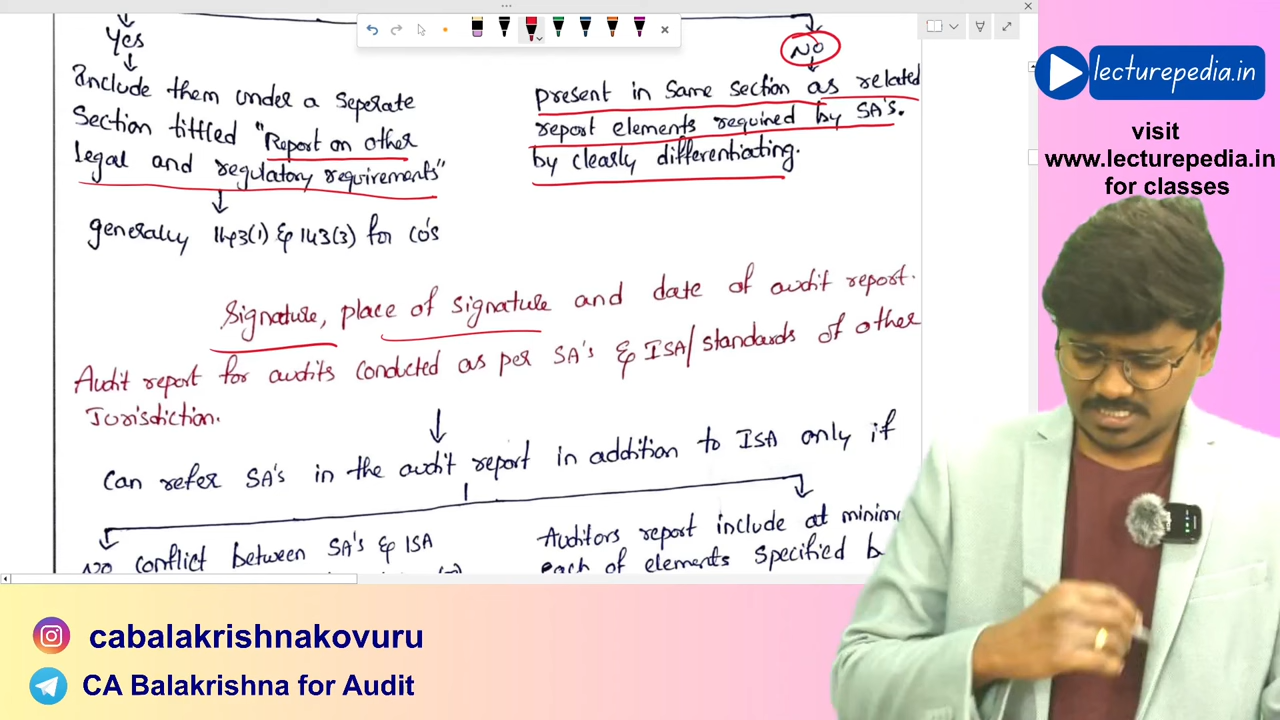 Yes
NO
Include them under a Seperate
Section tittled "Report on other
legal and regulatory requirements"
generally 143(1) & 143(3) for co's
present in Same section as related
report elements required by SA's.
by clearly differentiating.
Signature, place of signature and date of audit report.
Audit report for audits conducted as per SA's & ISA/standards of other
Jurisdiction.
Can refer SA's in the audit report in addition to ISA only if
NO conflict between SA's & ISA
Auditors report include at minim
each of elements specified b
lecturepedia.in
visit
www.lecturepedia.in
for classes
cabalakrishnakovuru
CA Balakrishna for Audit